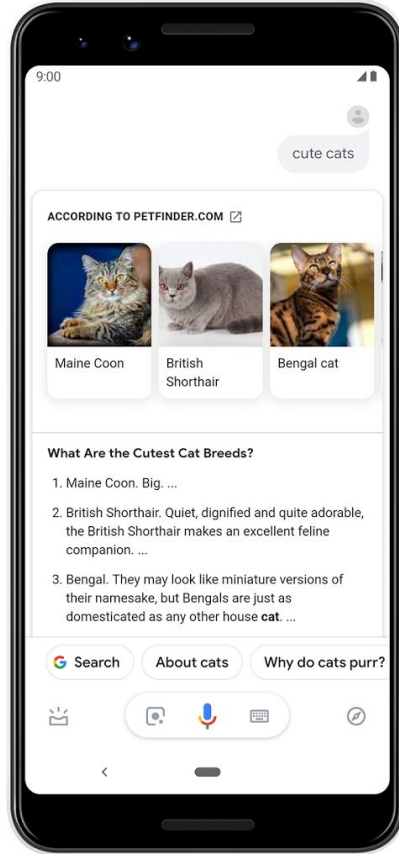 9:00
cute cats
ACCORDING TO PETFINDER.COM
Maine Coon
British
Shorthair
Bengal cat
What Are the Cutest Cat Breeds?
1. Maine Coon. Big. ...
2. British Shorthair. Quiet, dignified and quite adorable,
the British Shorthair makes an excellent feline
companion. ...
3. Bengal. They may look like miniature versions of
their namesake, but Bengals are just as
domesticated as any other house cat. ...
G Search
About cats
Why do cats purr?